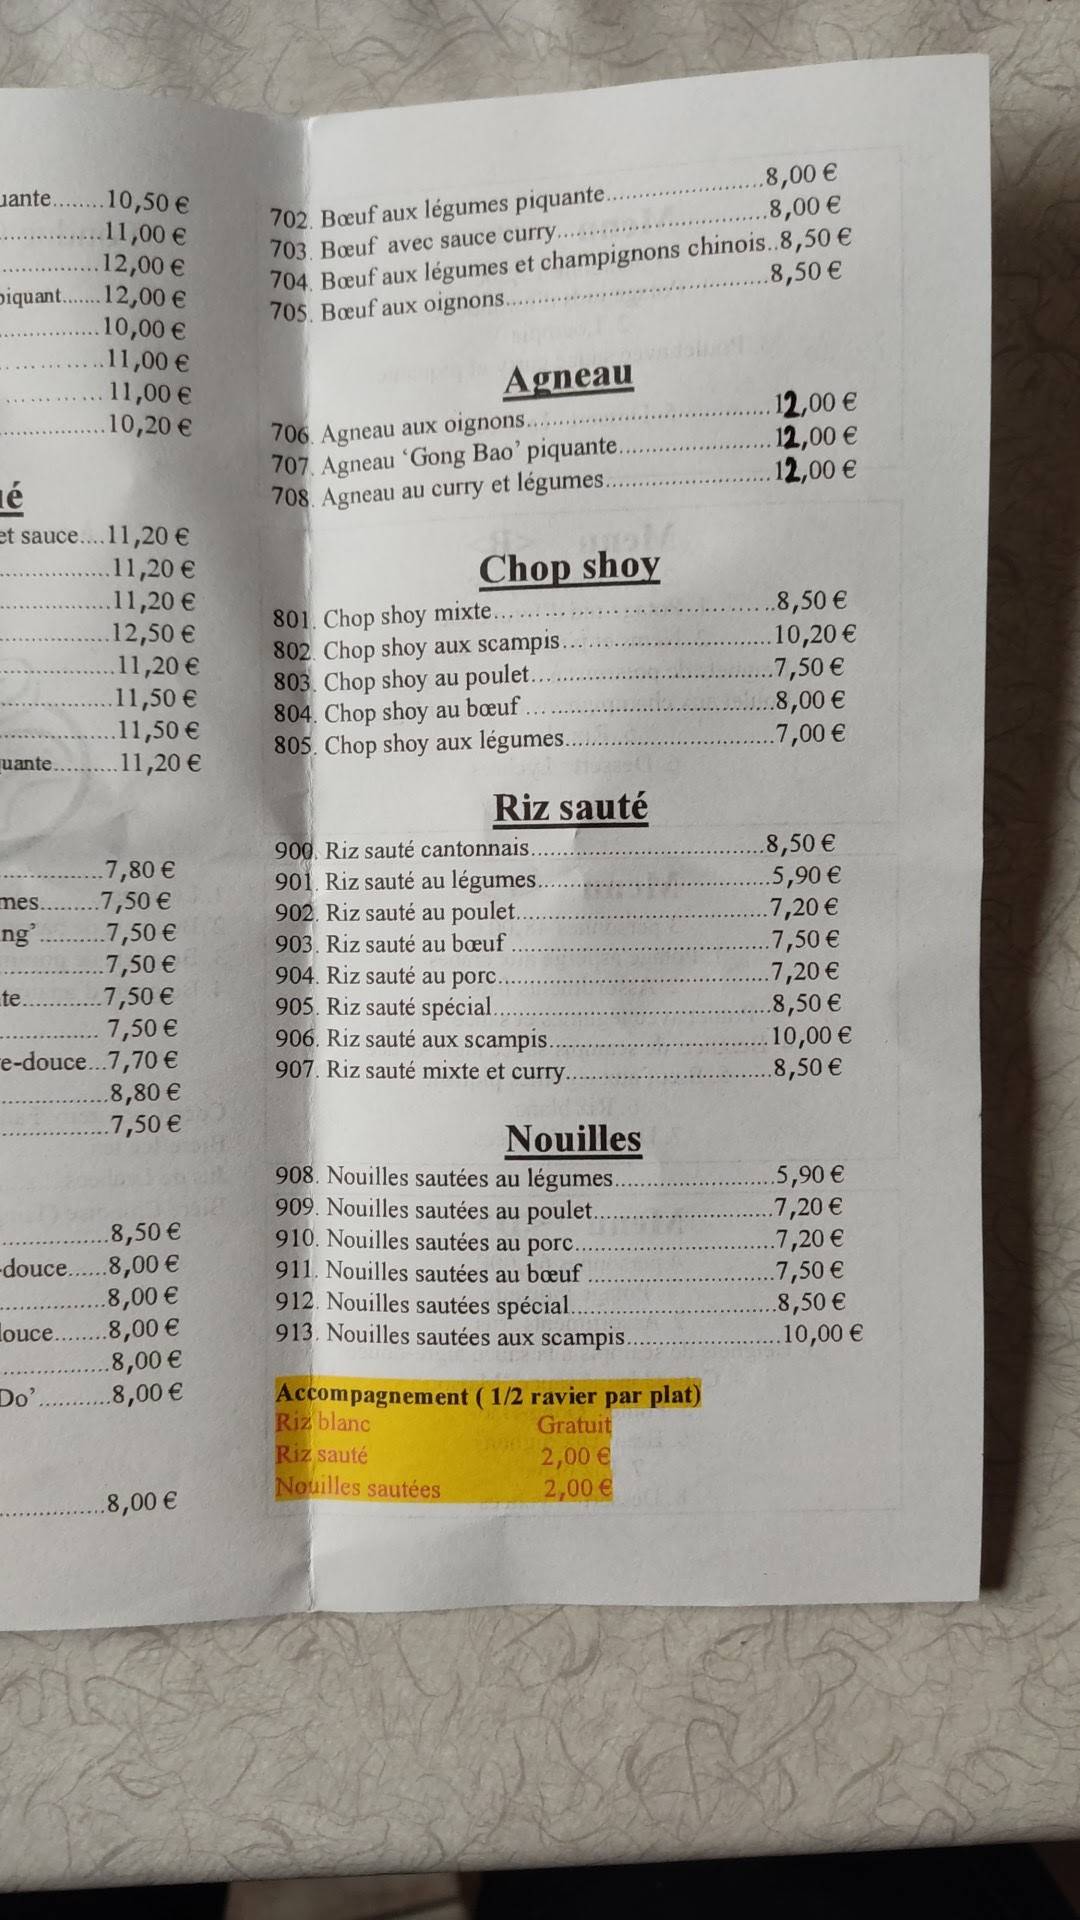 uante........10,50 €
11,00 €
12,00 €
piquant.......12,00 €
10,00 €
11,00 €
11,00 €
10,20 €
et sauce....11,20 €
11,20 €
11,20 €
12,50 €
11,20 €
11,50 €
11,50 €
quante..........11,20 €
7,80 €
mes.........7,50 €
ng'..........7,50 €
7,50 €
te............7,50 €
7,50 €
e-douce...7,70 €
8,80 €
7,50 €
8,50 €
-douce......8,00 €
8,00 €
louce........8,00 €
8,00 €
Do'...........8,00 €
8,00 €
702. Bœuf aux légumes piquante..........8,00 €
703. Bœuf avec sauce curry..........8,00 €
704. Bœuf aux légumes et champignons chinois..8,50 €
705. Bœuf aux oignons..........8,50 €
Agneau
706. Agneau aux oignons..........12,00 €
707. Agneau ‘Gong Bao’ piquante..........12,00 €
708. Agneau au curry et légumes..........12,00 €
Chop shoy
801. Chop shoy mixte..........8,50 €
802. Chop shoy aux scampis..........10,20 €
803. Chop shoy au poulet..........7,50 €
804. Chop shoy au bœuf ..........8,00 €
805. Chop shoy aux légumes..........7,00 €
Riz sauté
900. Riz sauté cantonnais..........8,50 €
901. Riz sauté au légumes..........5,90 €
902. Riz sauté au poulet..........7,20 €
903. Riz sauté au bœuf ..........7,50 €
904. Riz sauté au porc..........7,20 €
905. Riz sauté spécial..........8,50 €
906. Riz sauté aux scampis..........10,00 €
907. Riz sauté mixte et curry..........8,50 €
Nouilles
908. Nouilles sautées au légumes..........5,90 €
909. Nouilles sautées au poulet..........7,20 €
910. Nouilles sautées au porc..........7,20 €
911. Nouilles sautées au bœuf ..........7,50 €
912. Nouilles sautées spécial..........8,50 €
913. Nouilles sautées aux scampis..........10,00 €
Accompagnement ( 1/2 ravier par plat)
Riz blanc Gratuit
Riz sauté 2,00 €
Nouilles sautées 2,00 €